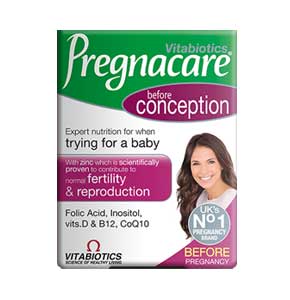 Vitabiotics
Pregnacare®
before
conception
Expert nutrition for when
trying for a baby
With zinc which is scientifically
proven to contribute to
normal fertility
& reproduction
Folic Acid, Inositol,
vits.D & B12, CoQ10
UK's
No1
PREGNANCY
BRAND
VITABIOTICS
SCIENCE OF HEALTHY LIVING
BEFORE
PREGNANCY